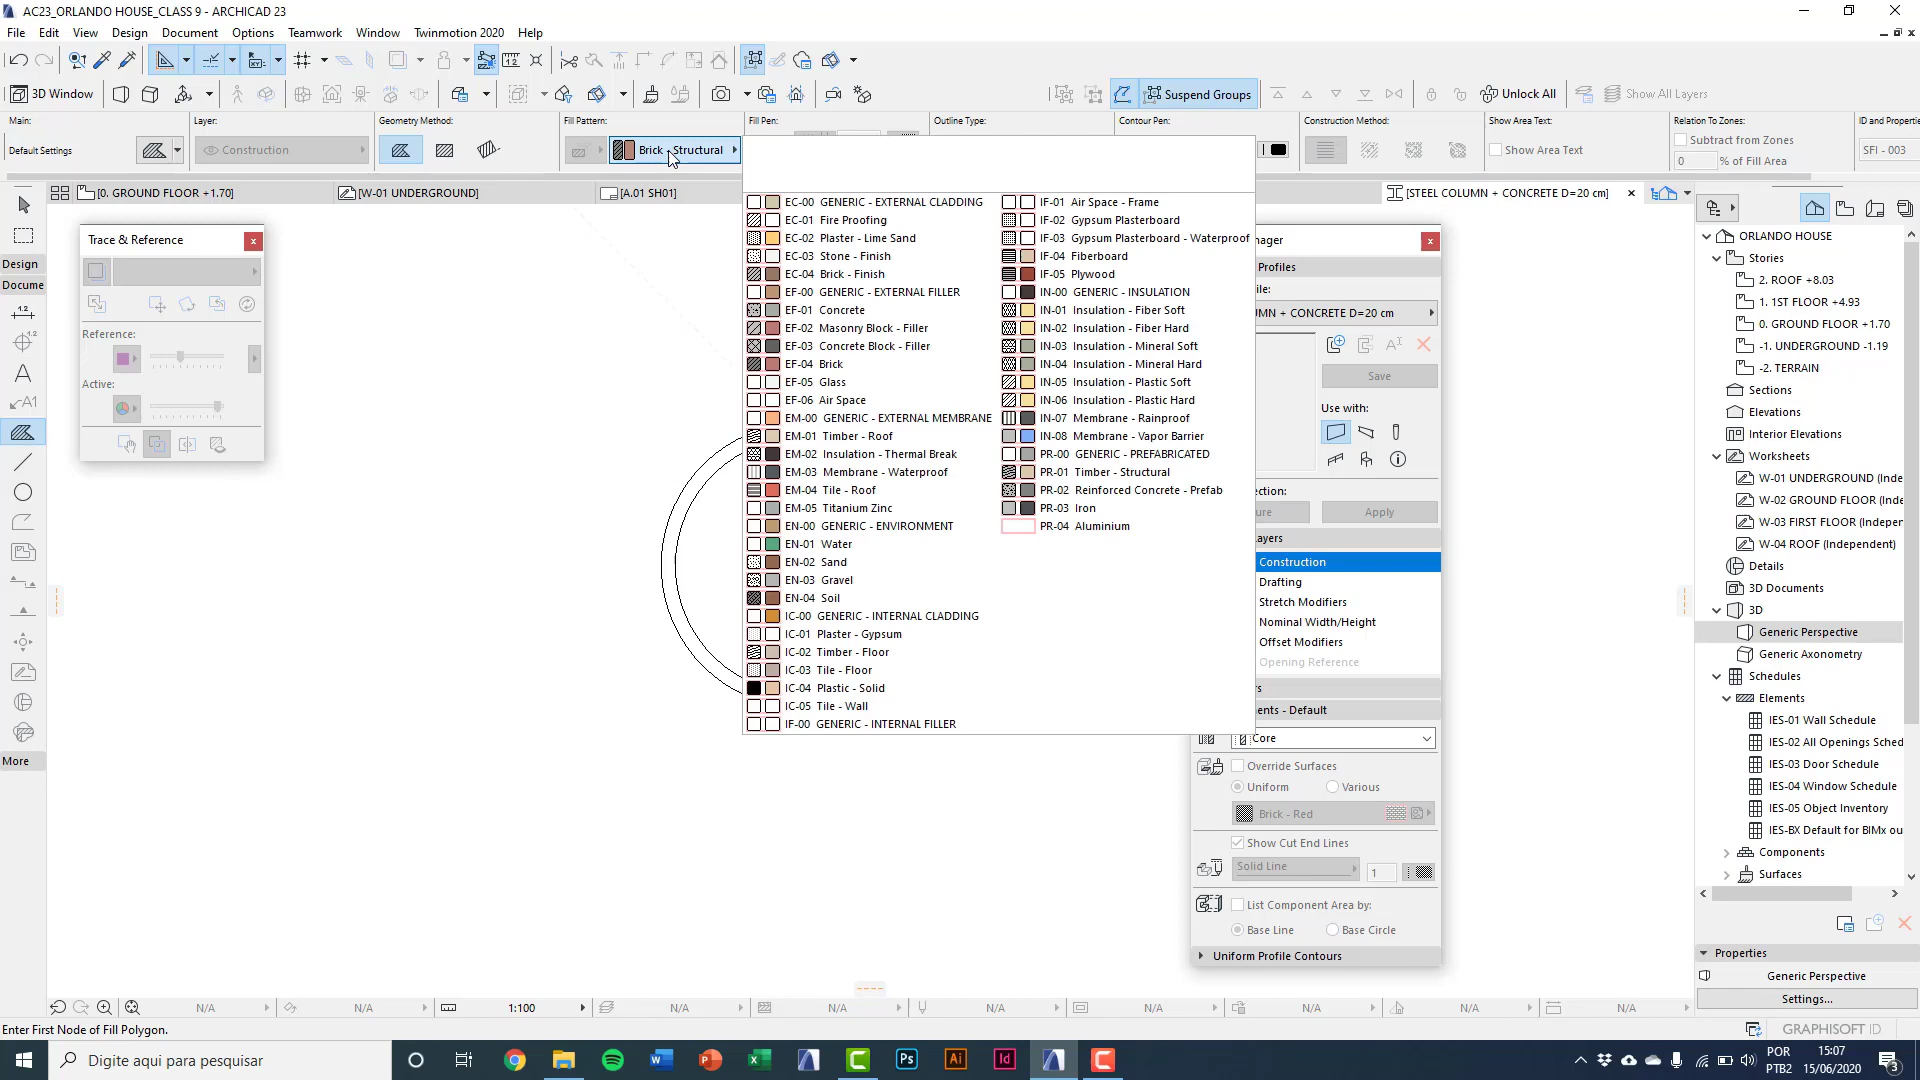 AC23_ORLANDO HOUSE_CLASS 9 - ARCHICAD 23
File Edit View Design Document Options Teamwork Window Twinmotion 2020 Help
3D Window
Suspend Groups
Unlock All
Show All Layers
Main:
Layer:
Geometry Method:
Fill Pattern:
Fill Pen:
Outline Type:
Contour Pen:
Construction Method:
Show Area Text:
Relation To Zones:
ID and Properti
Default Settings
Construction
Brick - Structural
Show Area Text
Subtract from Zones
0 % of Fill Area
SFI - 003
[0. GROUND FLOOR +1.70]
[W-01 UNDERGROUND]
[A.01 SH01]
[STEEL COLUMN + CONCRETE D=20 cm]
Design
Docume
More
Trace & Reference
Reference:
Active:
EC-00 GENERIC - EXTERNAL CLADDING
EC-01 Fire Proofing
EC-02 Plaster - Lime Sand
EC-03 Stone - Finish
EC-04 Brick - Finish
EF-00 GENERIC - EXTERNAL FILLER
EF-01 Concrete
EF-02 Masonry Block - Filler
EF-03 Concrete Block - Filler
EF-04 Brick
EF-05 Glass
EF-06 Air Space
EM-00 GENERIC - EXTERNAL MEMBRANE
EM-01 Timber - Roof
EM-02 Insulation - Thermal Break
EM-03 Membrane - Waterproof
EM-04 Tile - Roof
EM-05 Titanium Zinc
EN-00 GENERIC - ENVIRONMENT
EN-01 Water
EN-02 Sand
EN-03 Gravel
EN-04 Soil
IC-00 GENERIC - INTERNAL CLADDING
IC-01 Plaster - Gypsum
IC-02 Timber - Floor
IC-03 Tile - Floor
IC-04 Plastic - Solid
IC-05 Tile - Wall
IF-00 GENERIC - INTERNAL FILLER
IF-01 Air Space - Frame
IF-02 Gypsum Plasterboard
IF-03 Gypsum Plasterboard - Waterproof
IF-04 Fiberboard
IF-05 Plywood
IN-00 GENERIC - INSULATION
IN-01 Insulation - Fiber Soft
IN-02 Insulation - Fiber Hard
IN-03 Insulation - Mineral Soft
IN-04 Insulation - Mineral Hard
IN-05 Insulation - Plastic Soft
IN-06 Insulation - Plastic Hard
IN-07 Membrane - Rainproof
IN-08 Membrane - Vapor Barrier
PR-00 GENERIC - PREFABRICATED
PR-01 Timber - Structural
PR-02 Reinforced Concrete - Prefab
PR-03 Iron
PR-04 Aluminium
nager
Profiles
ile:
MN + CONCRETE D=20 cm
Save
Use with:
ection:
ure
Apply
ayers
Construction
Drafting
Stretch Modifiers
Nominal Width/Height
Offset Modifiers
Opening Reference
rs
ents - Default
Core
Override Surfaces
Uniform
Various
Brick - Red
Show Cut End Lines
Solid Line
1
List Component Area by:
Base Line
Base Circle
Uniform Profile Contours
ORLANDO HOUSE
Stories
2. ROOF +8.03
1. 1ST FLOOR +4.93
0. GROUND FLOOR +1.70
-1. UNDERGROUND -1.19
-2. TERRAIN
Sections
Elevations
Interior Elevations
Worksheets
W-01 UNDERGROUND (Inde
W-02 GROUND FLOOR (Inde
W-03 FIRST FLOOR (Indepen
W-04 ROOF (Independent)
Details
3D Documents
3D
Generic Perspective
Generic Axonometry
Schedules
Elements
IES-01 Wall Schedule
IES-02 All Openings Sched
IES-03 Door Schedule
IES-04 Window Schedule
IES-05 Object Inventory
IES-BX Default for BIMx ou
Components
Surfaces
Properties
Generic Perspective
Settings...
N/A N/A 1:100 N/A N/A N/A N/A N/A N/A
Enter First Node of Fill Polygon.
GRAPHISOFT ID
Digite aqui para pesquisar
POR
PTB2
15:07
15/06/2020
3